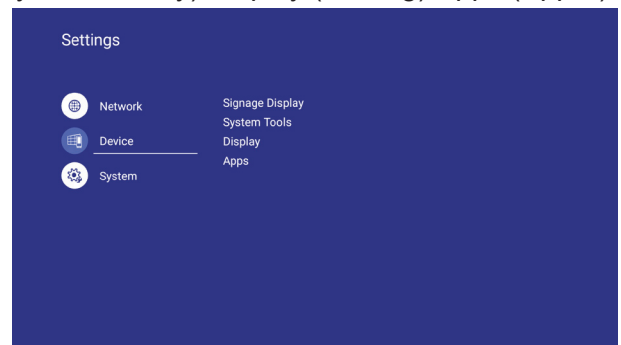 Settings
Network
Device
System
Signage Display
System Tools
Display
Apps